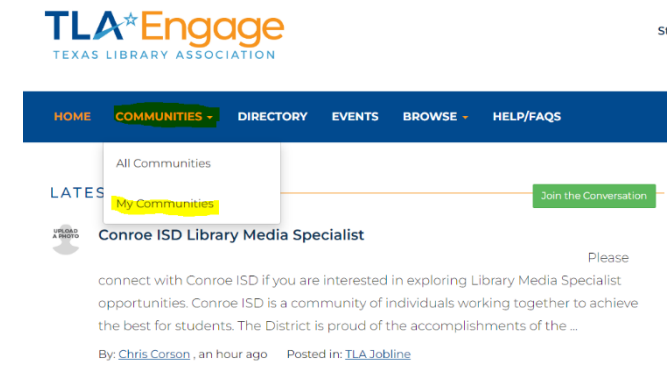 TLA Engage
TEXAS LIBRARY ASSOCIATION
HOME COMMUNITIES DIRECTORY EVENTS BROWSE HELP/FAQS
All Communities
My Communities
LATES
Join the Conversation
UPLOAD
A PHOTO
Conroe ISD Library Media Specialist
Please
connect with Conroe ISD if you are interested in exploring Library Media Specialist
opportunities. Conroe ISD is a community of individuals working together to achieve
the best for students. The District is proud of the accomplishments of the ...
By: Chris Corson , an hour ago Posted in: TLA Jobline